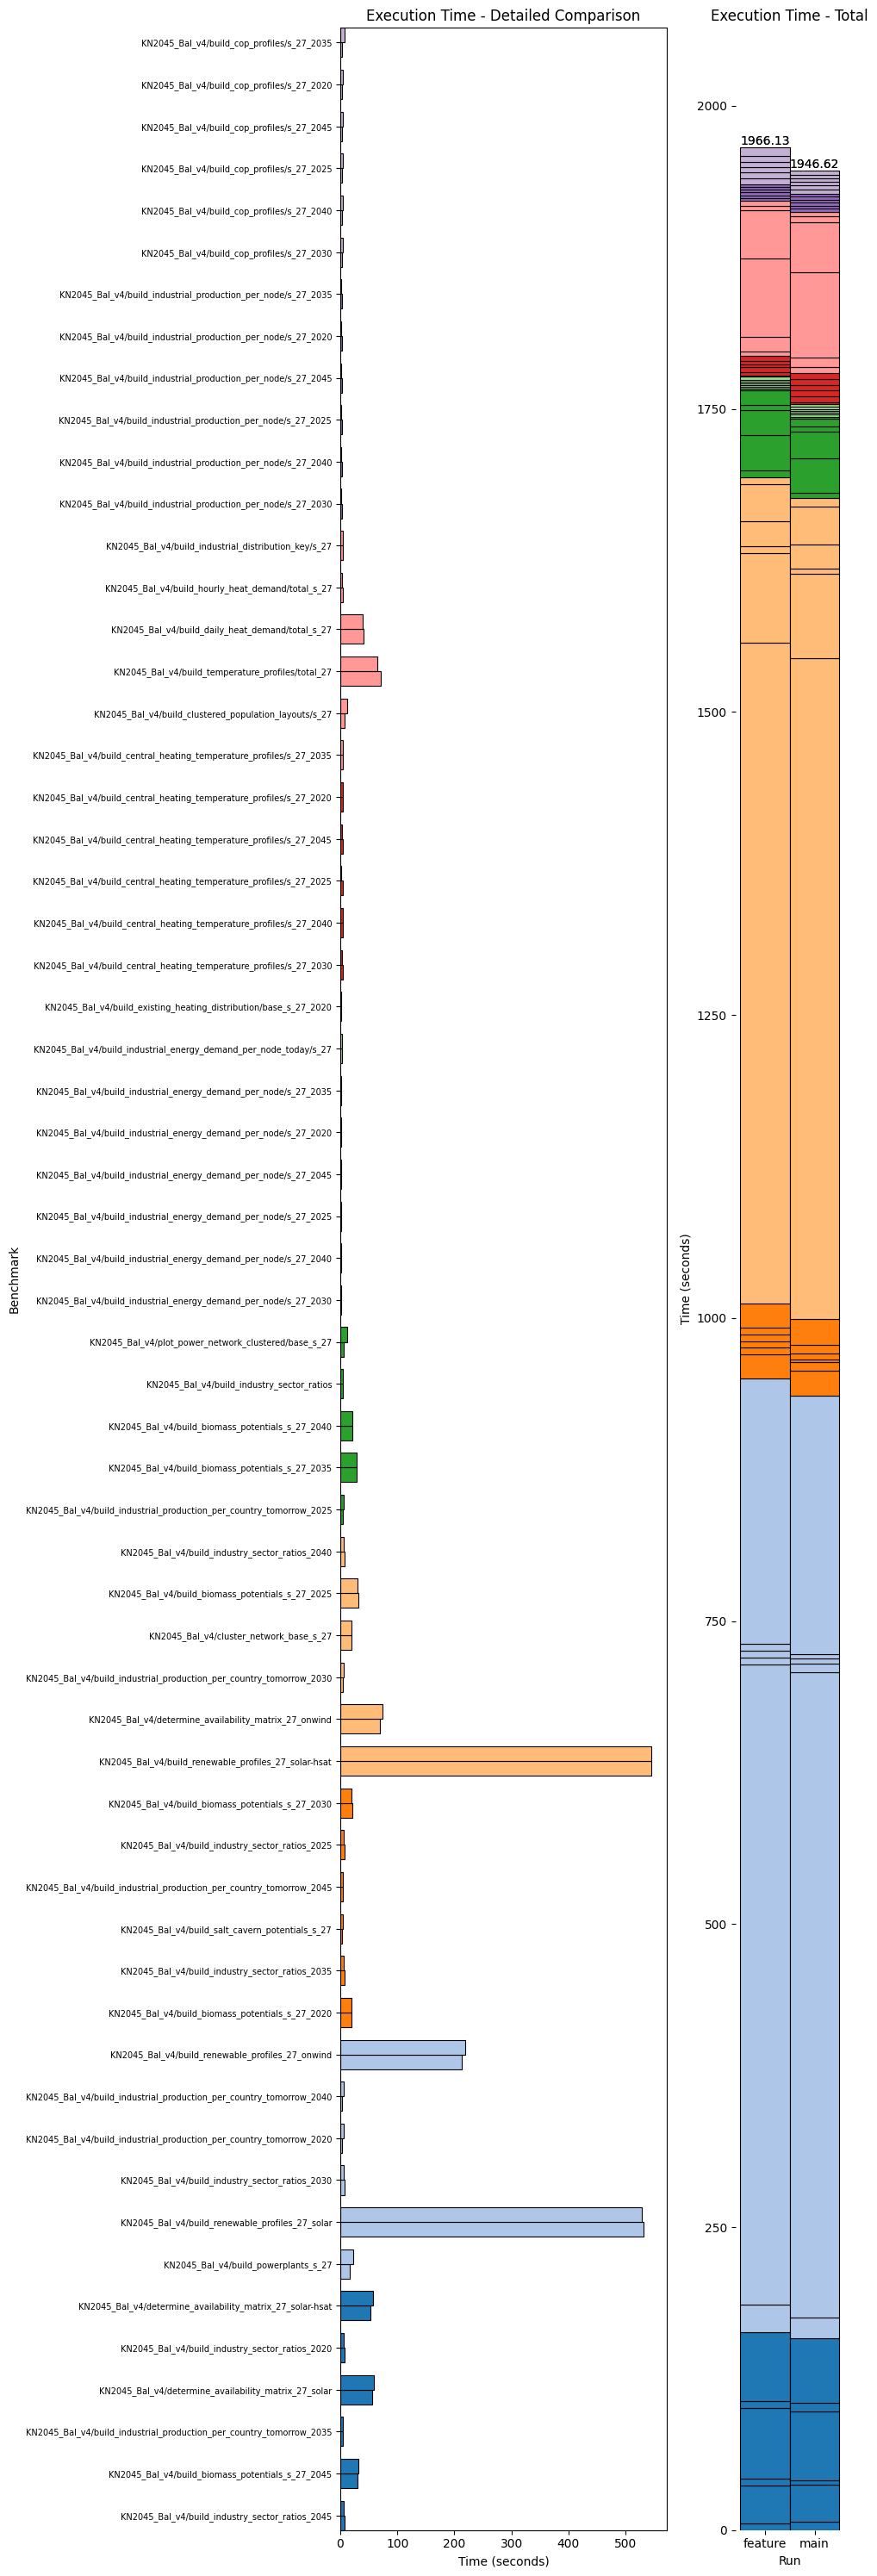 Execution Time - Detailed Comparison
KN2045_Bal_v4/build_cop_profiles/s_27_2035
KN2045_Bal_v4/build_cop_profiles/s_27_2020
KN2045_Bal_v4/build_cop_profiles/s_27_2045
KN2045_Bal_v4/build_cop_profiles/s_27_2025
KN2045_Bal_v4/build_cop_profiles/s_27_2040
KN2045_Bal_v4/build_cop_profiles/s_27_2030
KN2045_Bal_v4/build_industrial_production_per_node/s_27_2035
KN2045_Bal_v4/build_industrial_production_per_node/s_27_2020
KN2045_Bal_v4/build_industrial_production_per_node/s_27_2045
KN2045_Bal_v4/build_industrial_production_per_node/s_27_2025
KN2045_Bal_v4/build_industrial_production_per_node/s_27_2040
KN2045_Bal_v4/build_industrial_production_per_node/s_27_2030
KN2045_Bal_v4/build_industrial_distribution_key/s_27
KN2045_Bal_v4/build_hourly_heat_demand/total_s_27
KN2045_Bal_v4/build_daily_heat_demand/total_s_27
KN2045_Bal_v4/build_temperature_profiles/total_27
KN2045_Bal_v4/build_clustered_population_layouts/s_27
KN2045_Bal_v4/build_central_heating_temperature_profiles/s_27_2035
KN2045_Bal_v4/build_central_heating_temperature_profiles/s_27_2020
KN2045_Bal_v4/build_central_heating_temperature_profiles/s_27_2045
KN2045_Bal_v4/build_central_heating_temperature_profiles/s_27_2025
KN2045_Bal_v4/build_central_heating_temperature_profiles/s_27_2040
KN2045_Bal_v4/build_central_heating_temperature_profiles/s_27_2030
KN2045_Bal_v4/build_existing_heating_distribution/base_s_27_2020
KN2045_Bal_v4/build_industrial_energy_demand_per_node_today/s_27
KN2045_Bal_v4/build_industrial_energy_demand_per_node/s_27_2035
KN2045_Bal_v4/build_industrial_energy_demand_per_node/s_27_2020
KN2045_Bal_v4/build_industrial_energy_demand_per_node/s_27_2045
KN2045_Bal_v4/build_industrial_energy_demand_per_node/s_27_2025
KN2045_Bal_v4/build_industrial_energy_demand_per_node/s_27_2040
KN2045_Bal_v4/build_industrial_energy_demand_per_node/s_27_2030
KN2045_Bal_v4/plot_power_network_clustered/base_s_27
KN2045_Bal_v4/build_industry_sector_ratios
KN2045_Bal_v4/build_biomass_potentials_s_27_2040
KN2045_Bal_v4/build_biomass_potentials_s_27_2035
KN2045_Bal_v4/build_industrial_production_per_country_tomorrow_2025
KN2045_Bal_v4/build_industry_sector_ratios_2040
KN2045_Bal_v4/build_biomass_potentials_s_27_2025
KN2045_Bal_v4/cluster_network_base_s_27
KN2045_Bal_v4/build_industrial_production_per_country_tomorrow_2030
KN2045_Bal_v4/determine_availability_matrix_27_onwind
KN2045_Bal_v4/build_renewable_profiles_27_solar-hsat
KN2045_Bal_v4/build_biomass_potentials_s_27_2030
KN2045_Bal_v4/build_industry_sector_ratios_2025
KN2045_Bal_v4/build_industrial_production_per_country_tomorrow_2045
KN2045_Bal_v4/build_salt_cavern_potentials_s_27
KN2045_Bal_v4/build_industry_sector_ratios_2035
KN2045_Bal_v4/build_biomass_potentials_s_27_2020
KN2045_Bal_v4/build_renewable_profiles_27_onwind
KN2045_Bal_v4/build_industrial_production_per_country_tomorrow_2040
KN2045_Bal_v4/build_industrial_production_per_country_tomorrow_2020
KN2045_Bal_v4/build_industry_sector_ratios_2030
KN2045_Bal_v4/build_renewable_profiles_27_solar
KN2045_Bal_v4/build_powerplants_s_27
KN2045_Bal_v4/determine_availability_matrix_27_solar-hsat
KN2045_Bal_v4/build_industry_sector_ratios_2020
KN2045_Bal_v4/determine_availability_matrix_27_solar
KN2045_Bal_v4/build_industrial_production_per_country_tomorrow_2035
KN2045_Bal_v4/build_biomass_potentials_s_27_2045
KN2045_Bal_v4/build_industry_sector_ratios_2045
Benchmark
0 100 200 300 400 500
Time (seconds)
Execution Time - Total
2000
1750
1500
1250
1000
750
500
250
0
Time (seconds)
1966.13
1946.62
feature main
Run